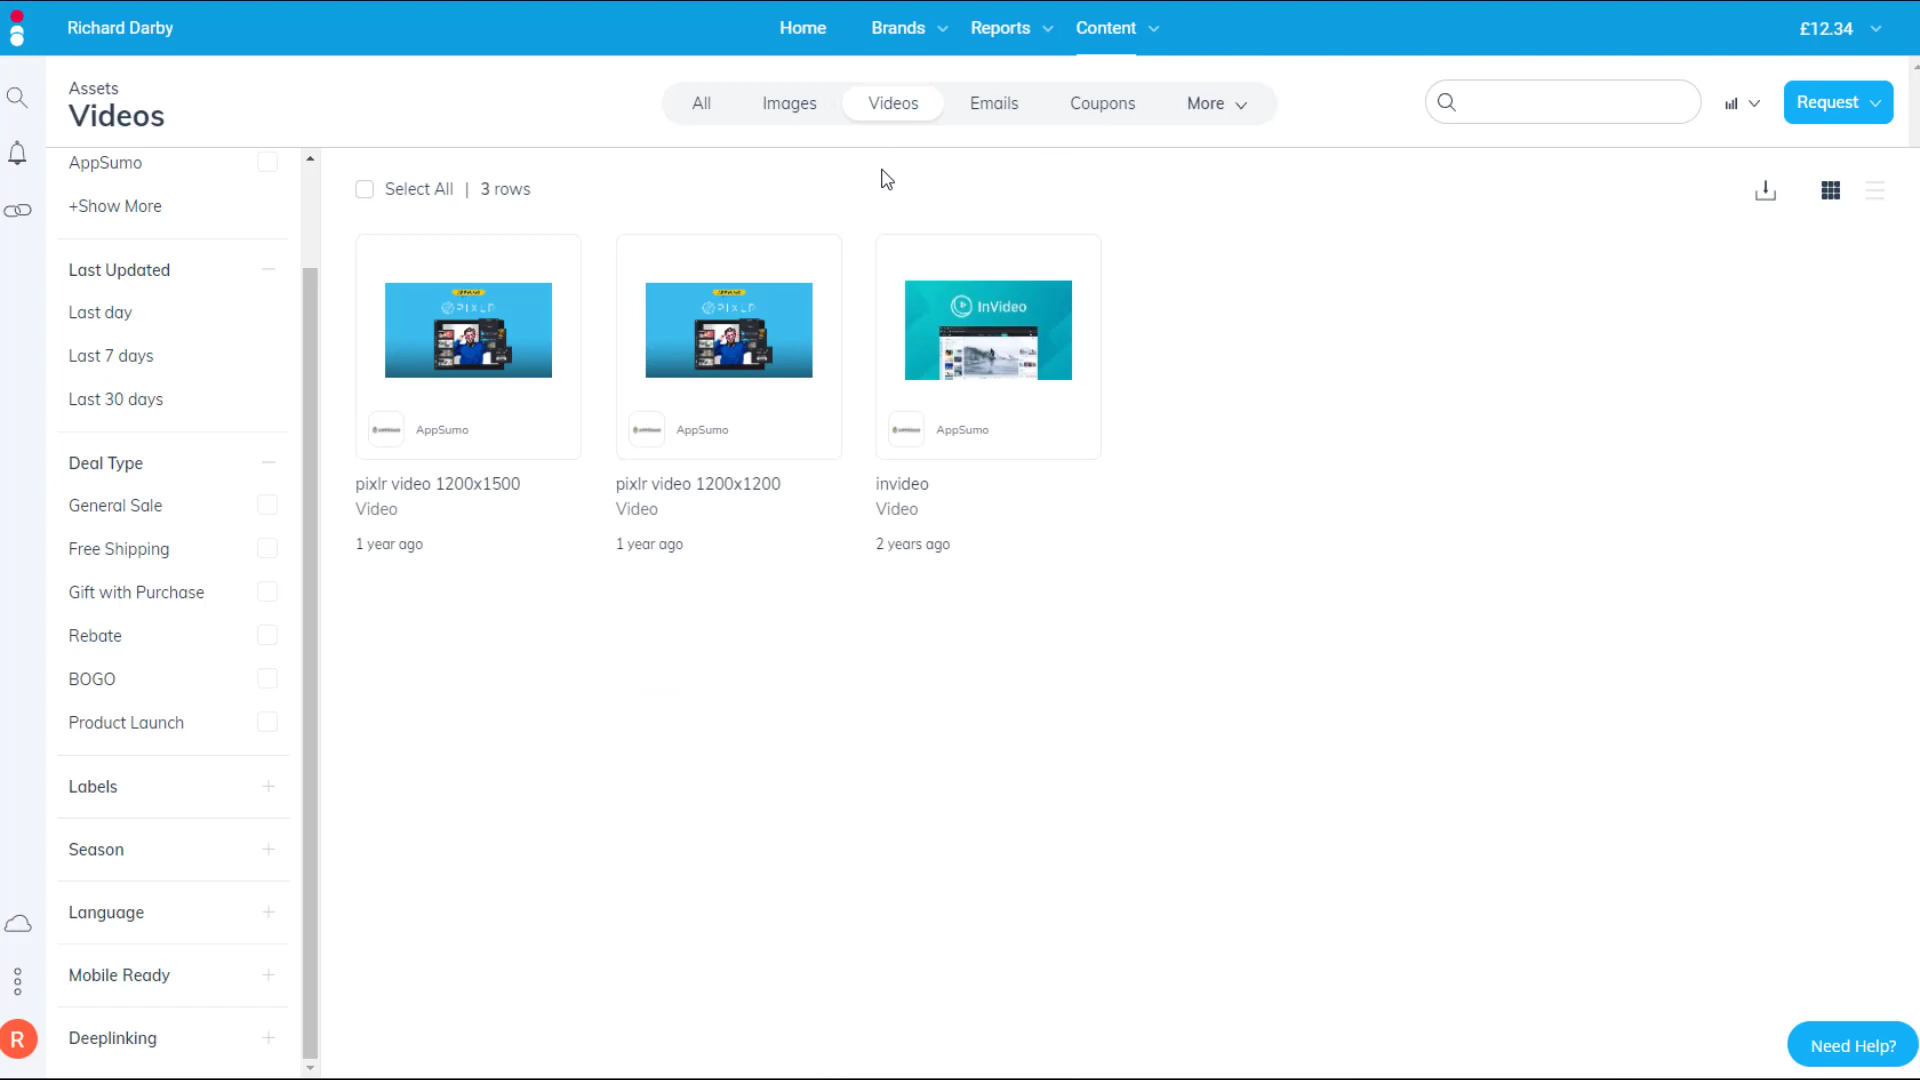 Richard Darby
Home
Brands
Reports
Content
£12.34
Assets
Videos
All
Images
Videos
Emails
Coupons
More
Request
AppSumo
+Show More
Last Updated
Last day
Last 7 days
Last 30 days
Deal Type
General Sale
Free Shipping
Gift with Purchase
Rebate
BOGO
Product Launch
Labels
Season
Language
Mobile Ready
Deeplinking
R
Select All | 3 rows
PIXLR
AppSumo
pixlr video 1200x1500
Video
1 year ago
PIXLR
AppSumo
pixlr video 1200x1200
Video
1 year ago
InVideo
AppSumo
invideo
Video
2 years ago
Need Help?